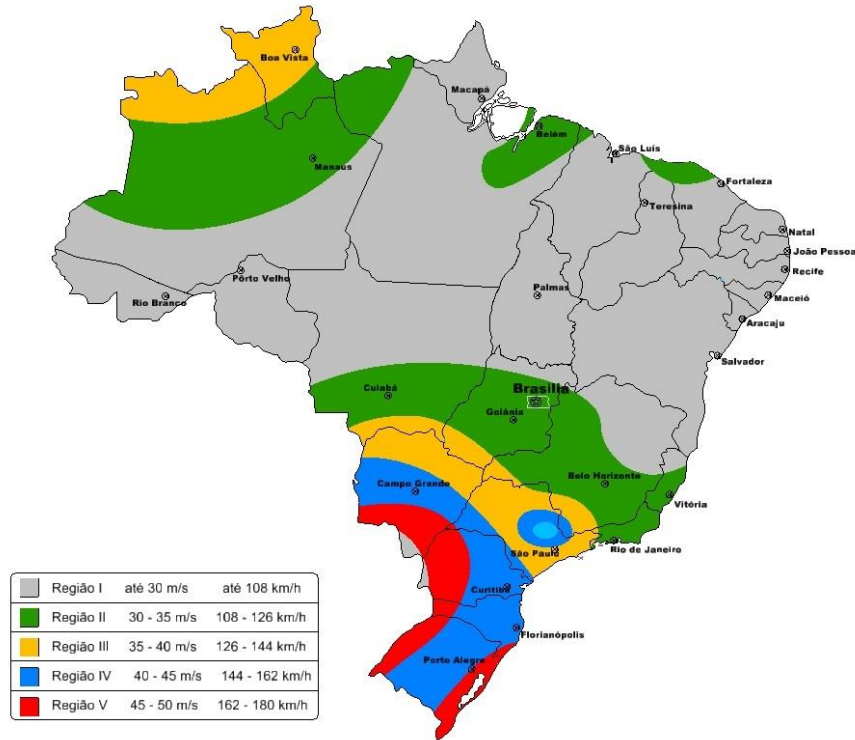 Boa Vista
Macapá
Belém
São Luís
Manaus
Fortaleza
Teresina
Natal
João Pessoa
Recife
Pôrto Velho
Palmas
Rio Branco
Maceió
Aracaju
Salvador
Cuiabá
Brasília
Goiânia
Belo Horizonte
Campo Grande
Vitória
São Paulo
Rio de Janeiro
Curitiba
Florianópolis
Porto Alegre
Região I até 30 m/s até 108 km/h
Região II 30 - 35 m/s 108 - 126 km/h
Região III 35 - 40 m/s 126 - 144 km/h
Região IV 40 - 45 m/s 144 - 162 km/h
Região V 45 - 50 m/s 162 - 180 km/h